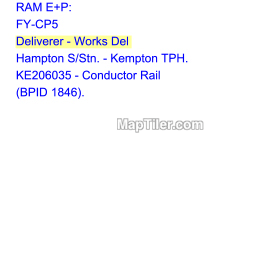 RAM E+P:
FY-CP5
Deliverer - Works Del
Hampton S/Stn. - Kempton TPH.
KE206035 - Conductor Rail
(BPID 1846).
MapTiler.com